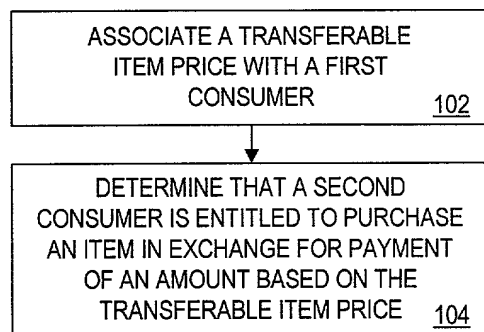 ASSOCIATE A TRANSFERABLE
ITEM PRICE WITH A FIRST
CONSUMER
102
DETERMINE THAT A SECOND
CONSUMER IS ENTITLED TO PURCHASE
AN ITEM IN EXCHANGE FOR PAYMENT
OF AN AMOUNT BASED ON THE
TRANSFERABLE ITEM PRICE
104